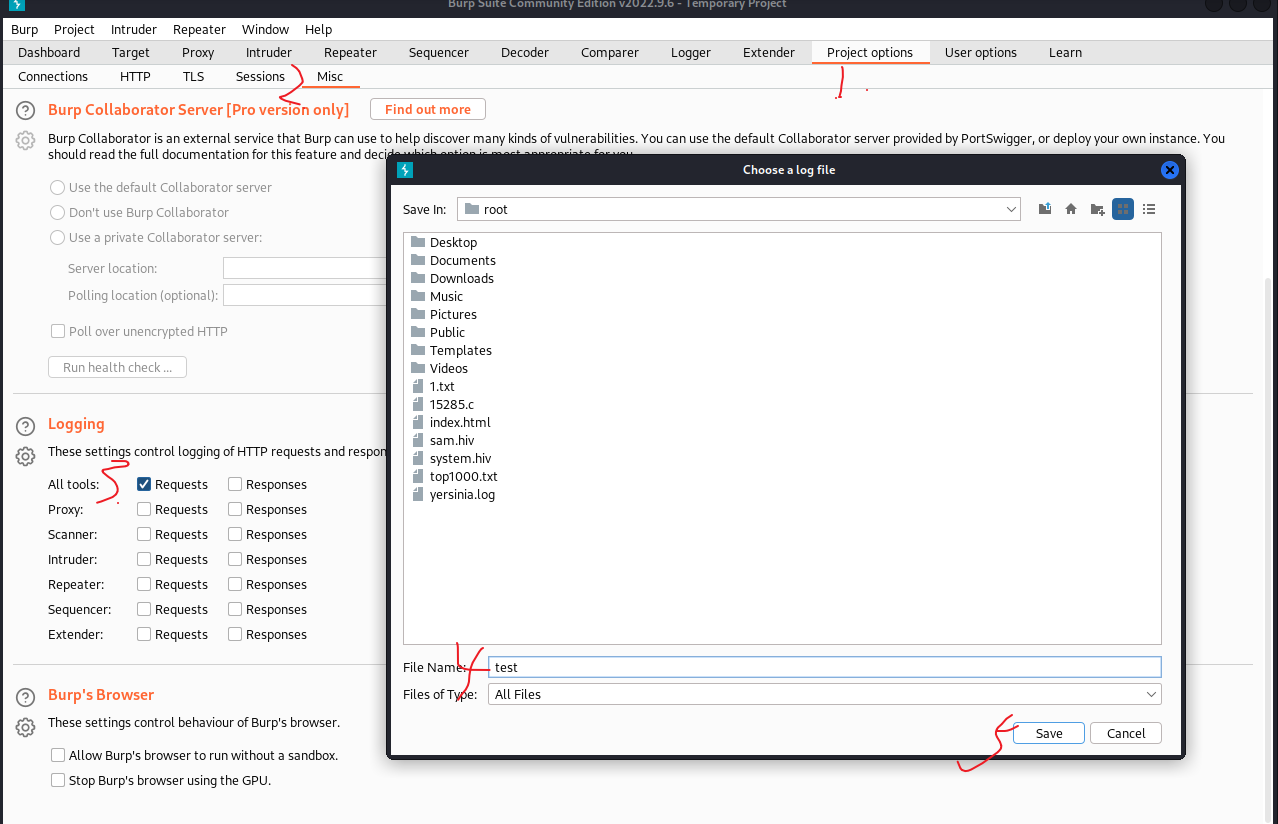 Burp Suite Community Edition v2022.9.6 - Temporary Project
Burp Project Intruder Repeater Window Help
Dashboard Target Proxy Intruder Repeater Sequencer Decoder Comparer Logger Extender Project options User options Learn
Connections HTTP TLS Sessions Misc
1
2
? Burp Collaborator Server [Pro version only] Find out more
Burp Collaborator is an external service that Burp can use to help discover many kinds of vulnerabilities. You can use the default Collaborator server provided by PortSwigger, or deploy your own instance. You
should read the full documentation for this feature and decide which option is most appropriate for you.
Use the default Collaborator server
Don't use Burp Collaborator
Use a private Collaborator server:
Server location:
Polling location (optional):
Poll over unencrypted HTTP
Run health check ...
? Logging
These settings control logging of HTTP requests and respon
All tools: Requests Responses
3
Proxy: Requests Responses
Scanner: Requests Responses
Intruder: Requests Responses
Repeater: Requests Responses
Sequencer: Requests Responses
Extender: Requests Responses
? Burp's Browser
These settings control behaviour of Burp's browser.
Allow Burp's browser to run without a sandbox.
Stop Burp's browser using the GPU.
Choose a log file
Save In: root
Desktop
Documents
Downloads
Music
Pictures
Public
Templates
Videos
1.txt
15285.c
index.html
sam.hiv
system.hiv
top1000.txt
yersinia.log
File Name: test
4
Files of Type: All Files
5
Save Cancel